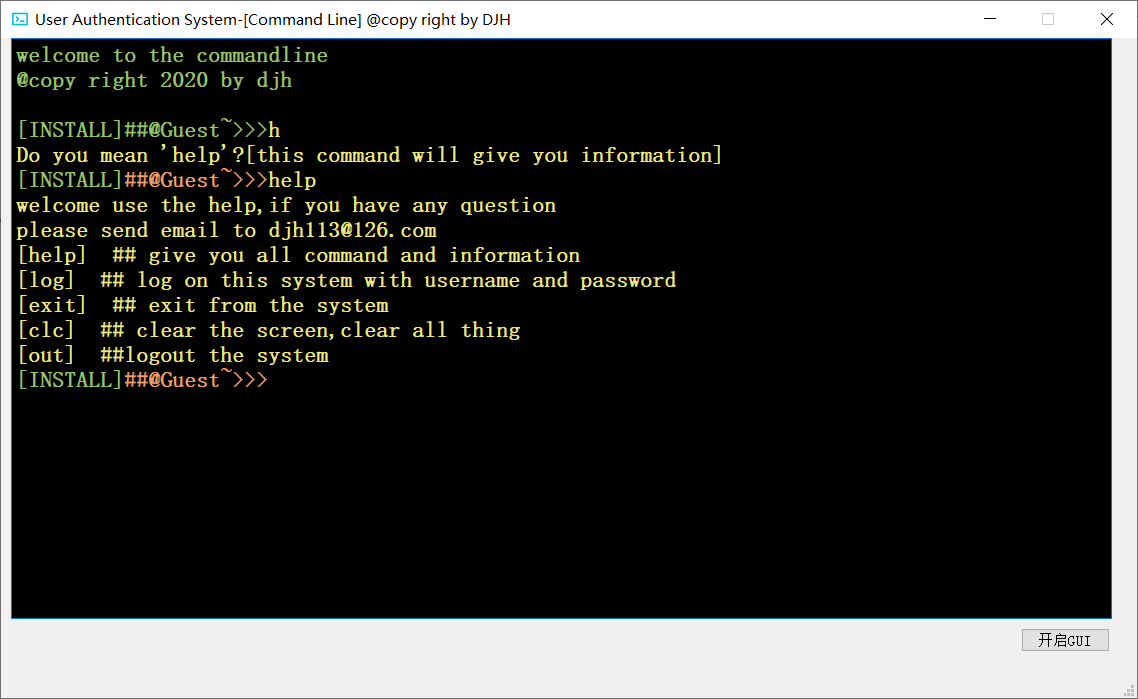 User Authentication System-[Command Line] @copy right by DJH
welcome to the commandline
@copy right 2020 by djh
[INSTALL]##@Guest~>>>h
Do you mean 'help'?[this command will give you information]
[INSTALL]##@Guest~>>>help
welcome use the help,if you have any question
please send email to djh113@126.com
[help]  ## give you all command and information
[log]  ## log on this system with username and password
[exit]  ## exit from the system
[clc]  ## clear the screen,clear all thing
[out]  ##logout the system
[INSTALL]##@Guest~>>>
开启GUI